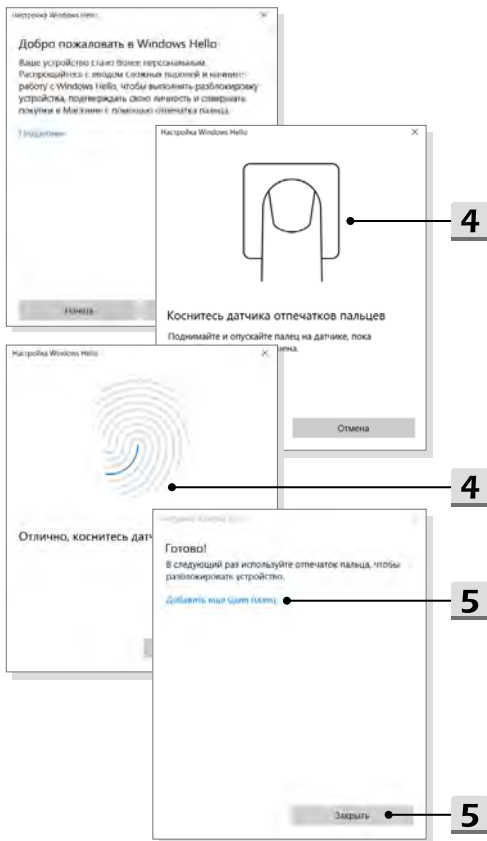 Настройка Windows Hello
Добро пожаловать в Windows Hello
Ваше устройство стало более персональным.
Распрощайтесь с вводом сложных паролей и начните
работу с Windows Hello, чтобы выполнять разблокировку
устройства, подтверждать свою личность и совершать
покупки в Магазине с помощью отпечатка пальца.
Подробнее
Начать
Настройка Windows Hello
4
Коснитесь датчика отпечатков пальцев
Поднимайте и опускайте палец на датчике, пока
Отмена
Настройка Windows Hello
4
Отлично, коснитесь дат
Готово!
В следующий раз используйте отпечаток пальца, чтобы
разблокировать устройство.
Добавить еще один палец
5
Закрыть
5